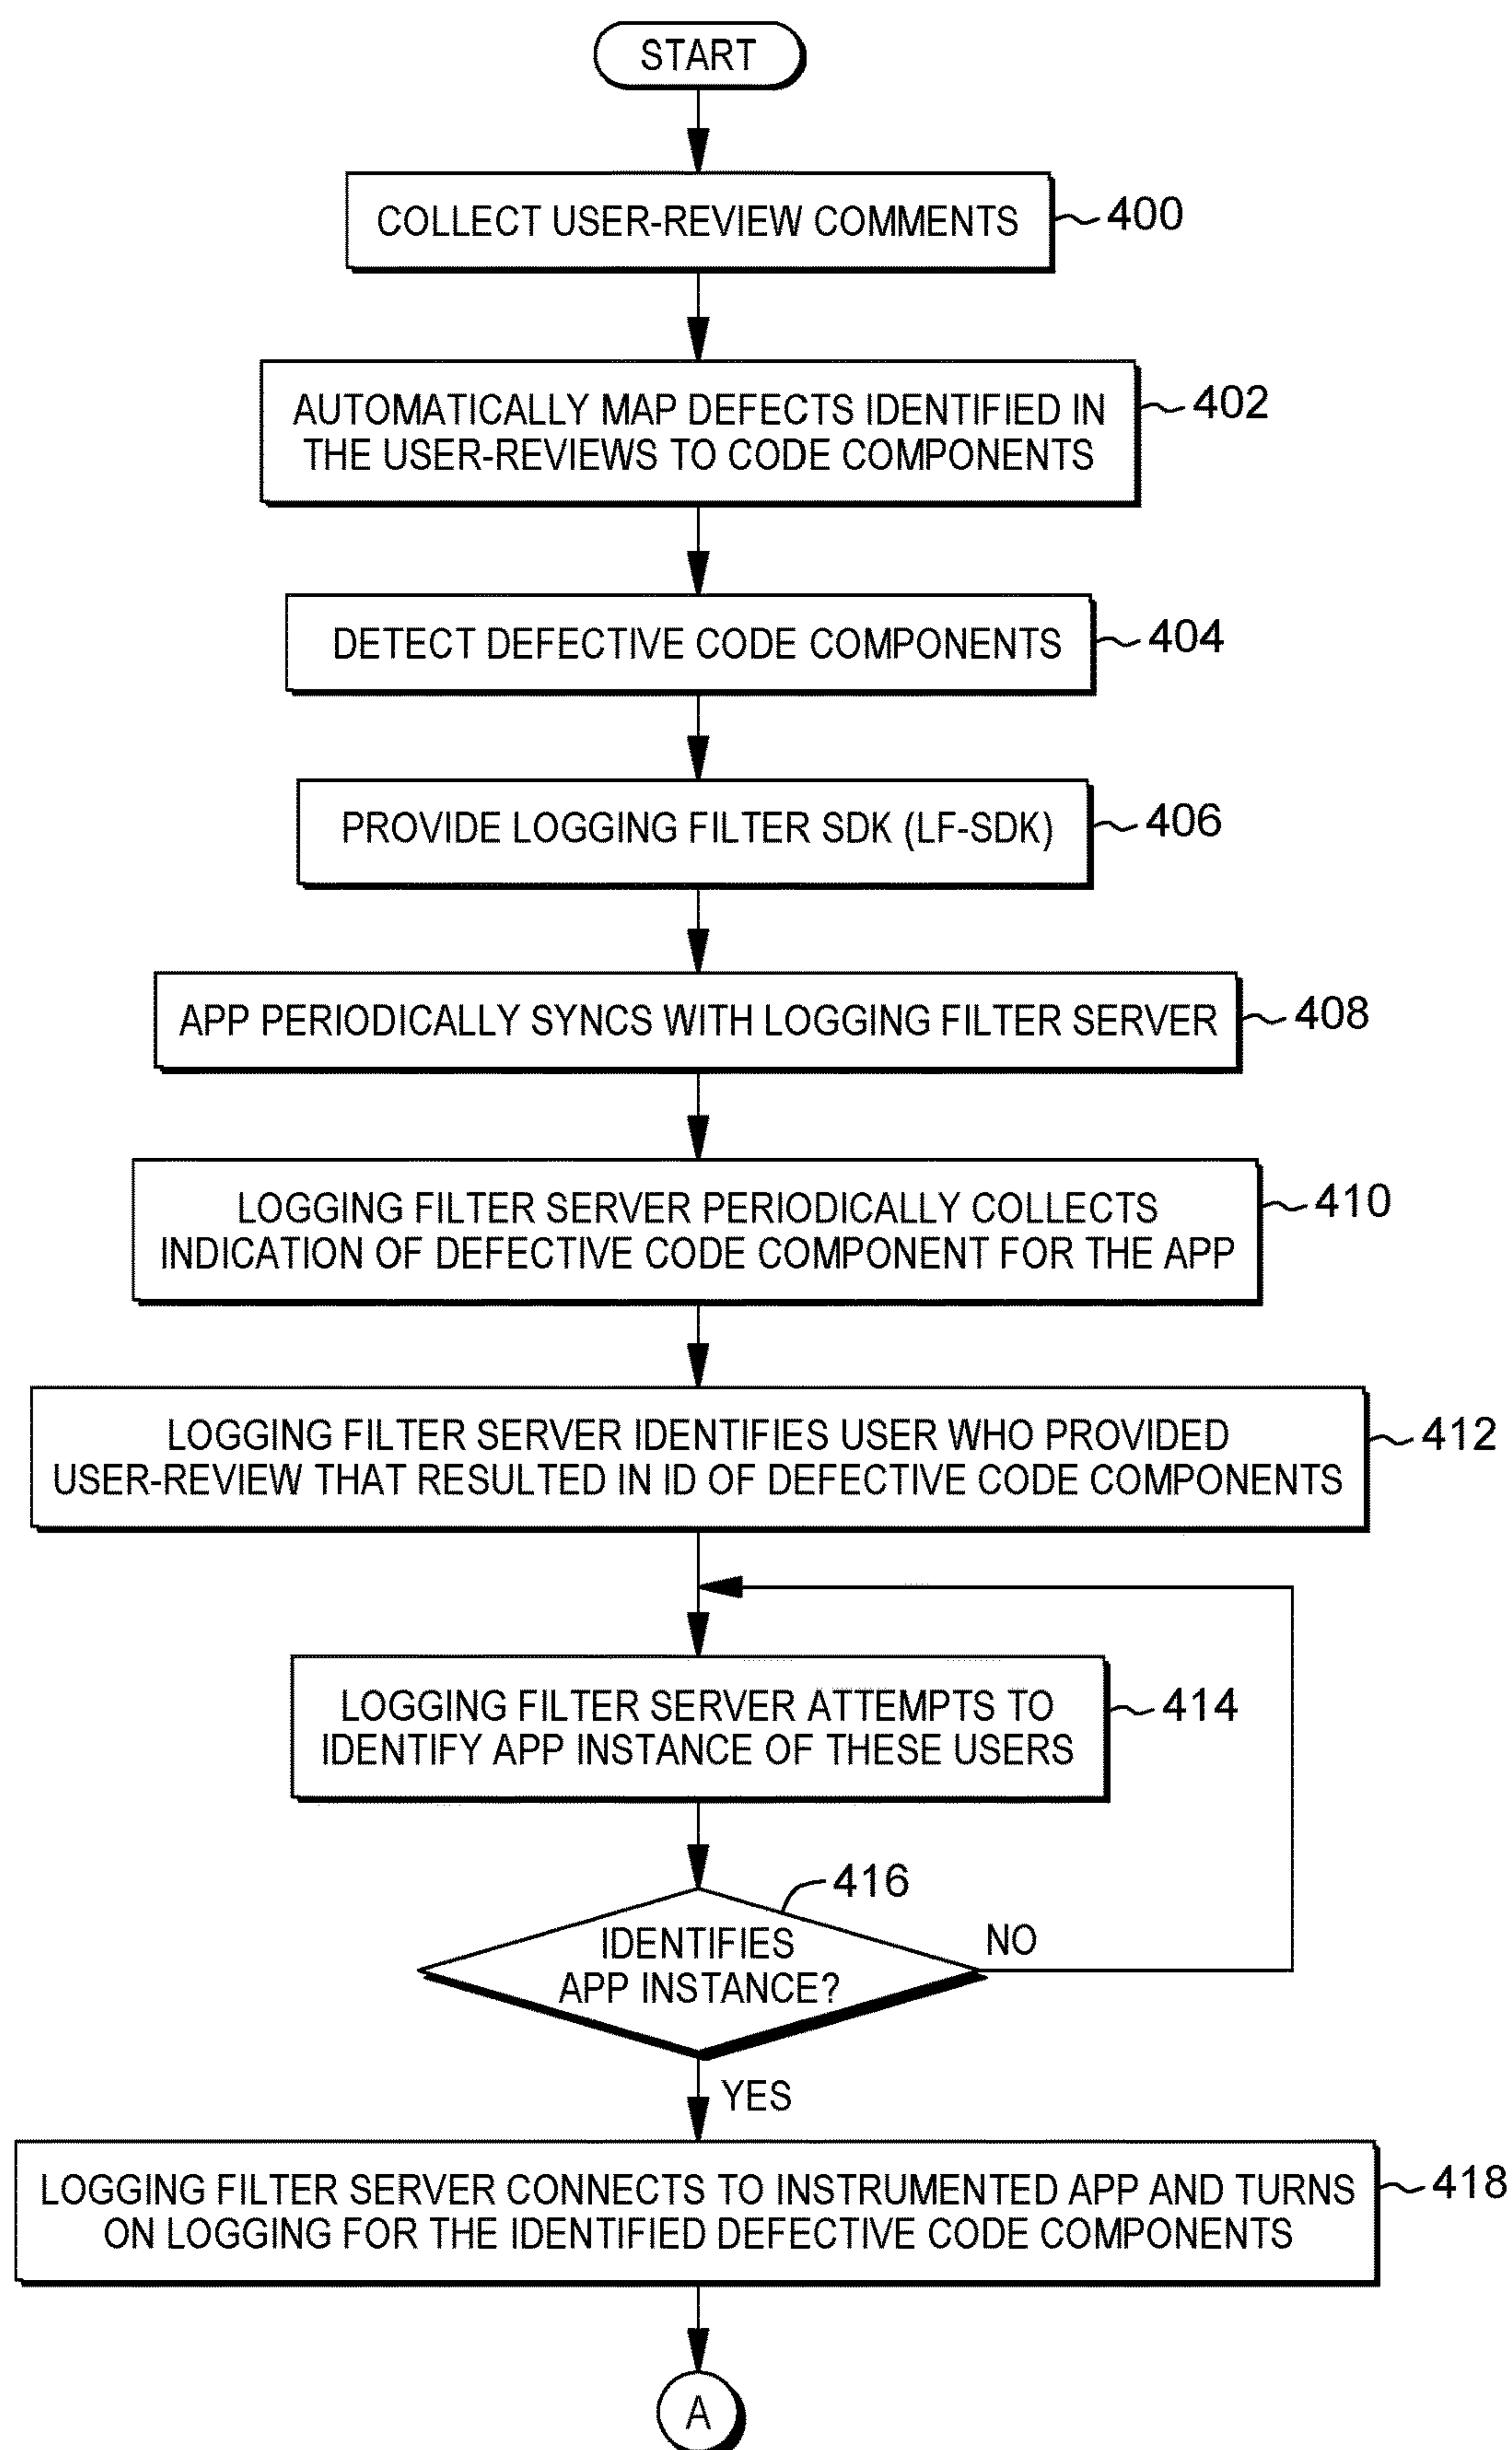 START
COLLECT USER-REVIEW COMMENTS
400
AUTOMATICALLY MAP DEFECTS IDENTIFIED IN
THE USER-REVIEWS TO CODE COMPONENTS
402
DETECT DEFECTIVE CODE COMPONENTS
404
PROVIDE LOGGING FILTER SDK (LF-SDK)
406
APP PERIODICALLY SYNCS WITH LOGGING FILTER SERVER
408
LOGGING FILTER SERVER PERIODICALLY COLLECTS
INDICATION OF DEFECTIVE CODE COMPONENT FOR THE APP
410
LOGGING FILTER SERVER IDENTIFIES USER WHO PROVIDED
USER-REVIEW THAT RESULTED IN ID OF DEFECTIVE CODE COMPONENTS
412
LOGGING FILTER SERVER ATTEMPTS TO
IDENTIFY APP INSTANCE OF THESE USERS
414
416
IDENTIFIES
APP INSTANCE?
NO
YES
LOGGING FILTER SERVER CONNECTS TO INSTRUMENTED APP AND TURNS
ON LOGGING FOR THE IDENTIFIED DEFECTIVE CODE COMPONENTS
418
A